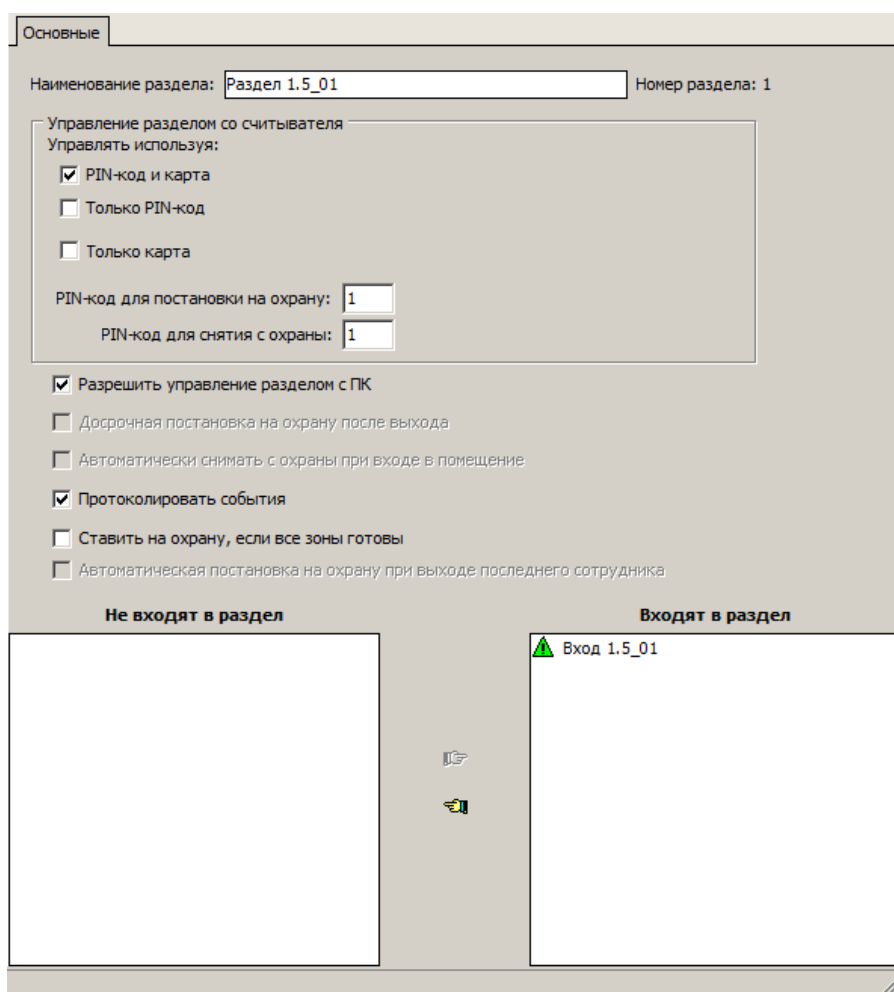 Основные
Наименование раздела: Раздел 1.5_01 Номер раздела: 1
Управление разделом со считывателя
Управлять используя:
PIN-код и карта
Только PIN-код
Только карта
PIN-код для постановки на охрану: 1
PIN-код для снятия с охраны: 1
Разрешить управление разделом с ПК
Досрочная постановка на охрану после выхода
Автоматически снимать с охраны при входе в помещение
Протоколировать события
Ставить на охрану, если все зоны готовы
Автоматическая постановка на охрану при выходе последнего сотрудника
Не входят в раздел Входят в раздел
Вход 1.5_01